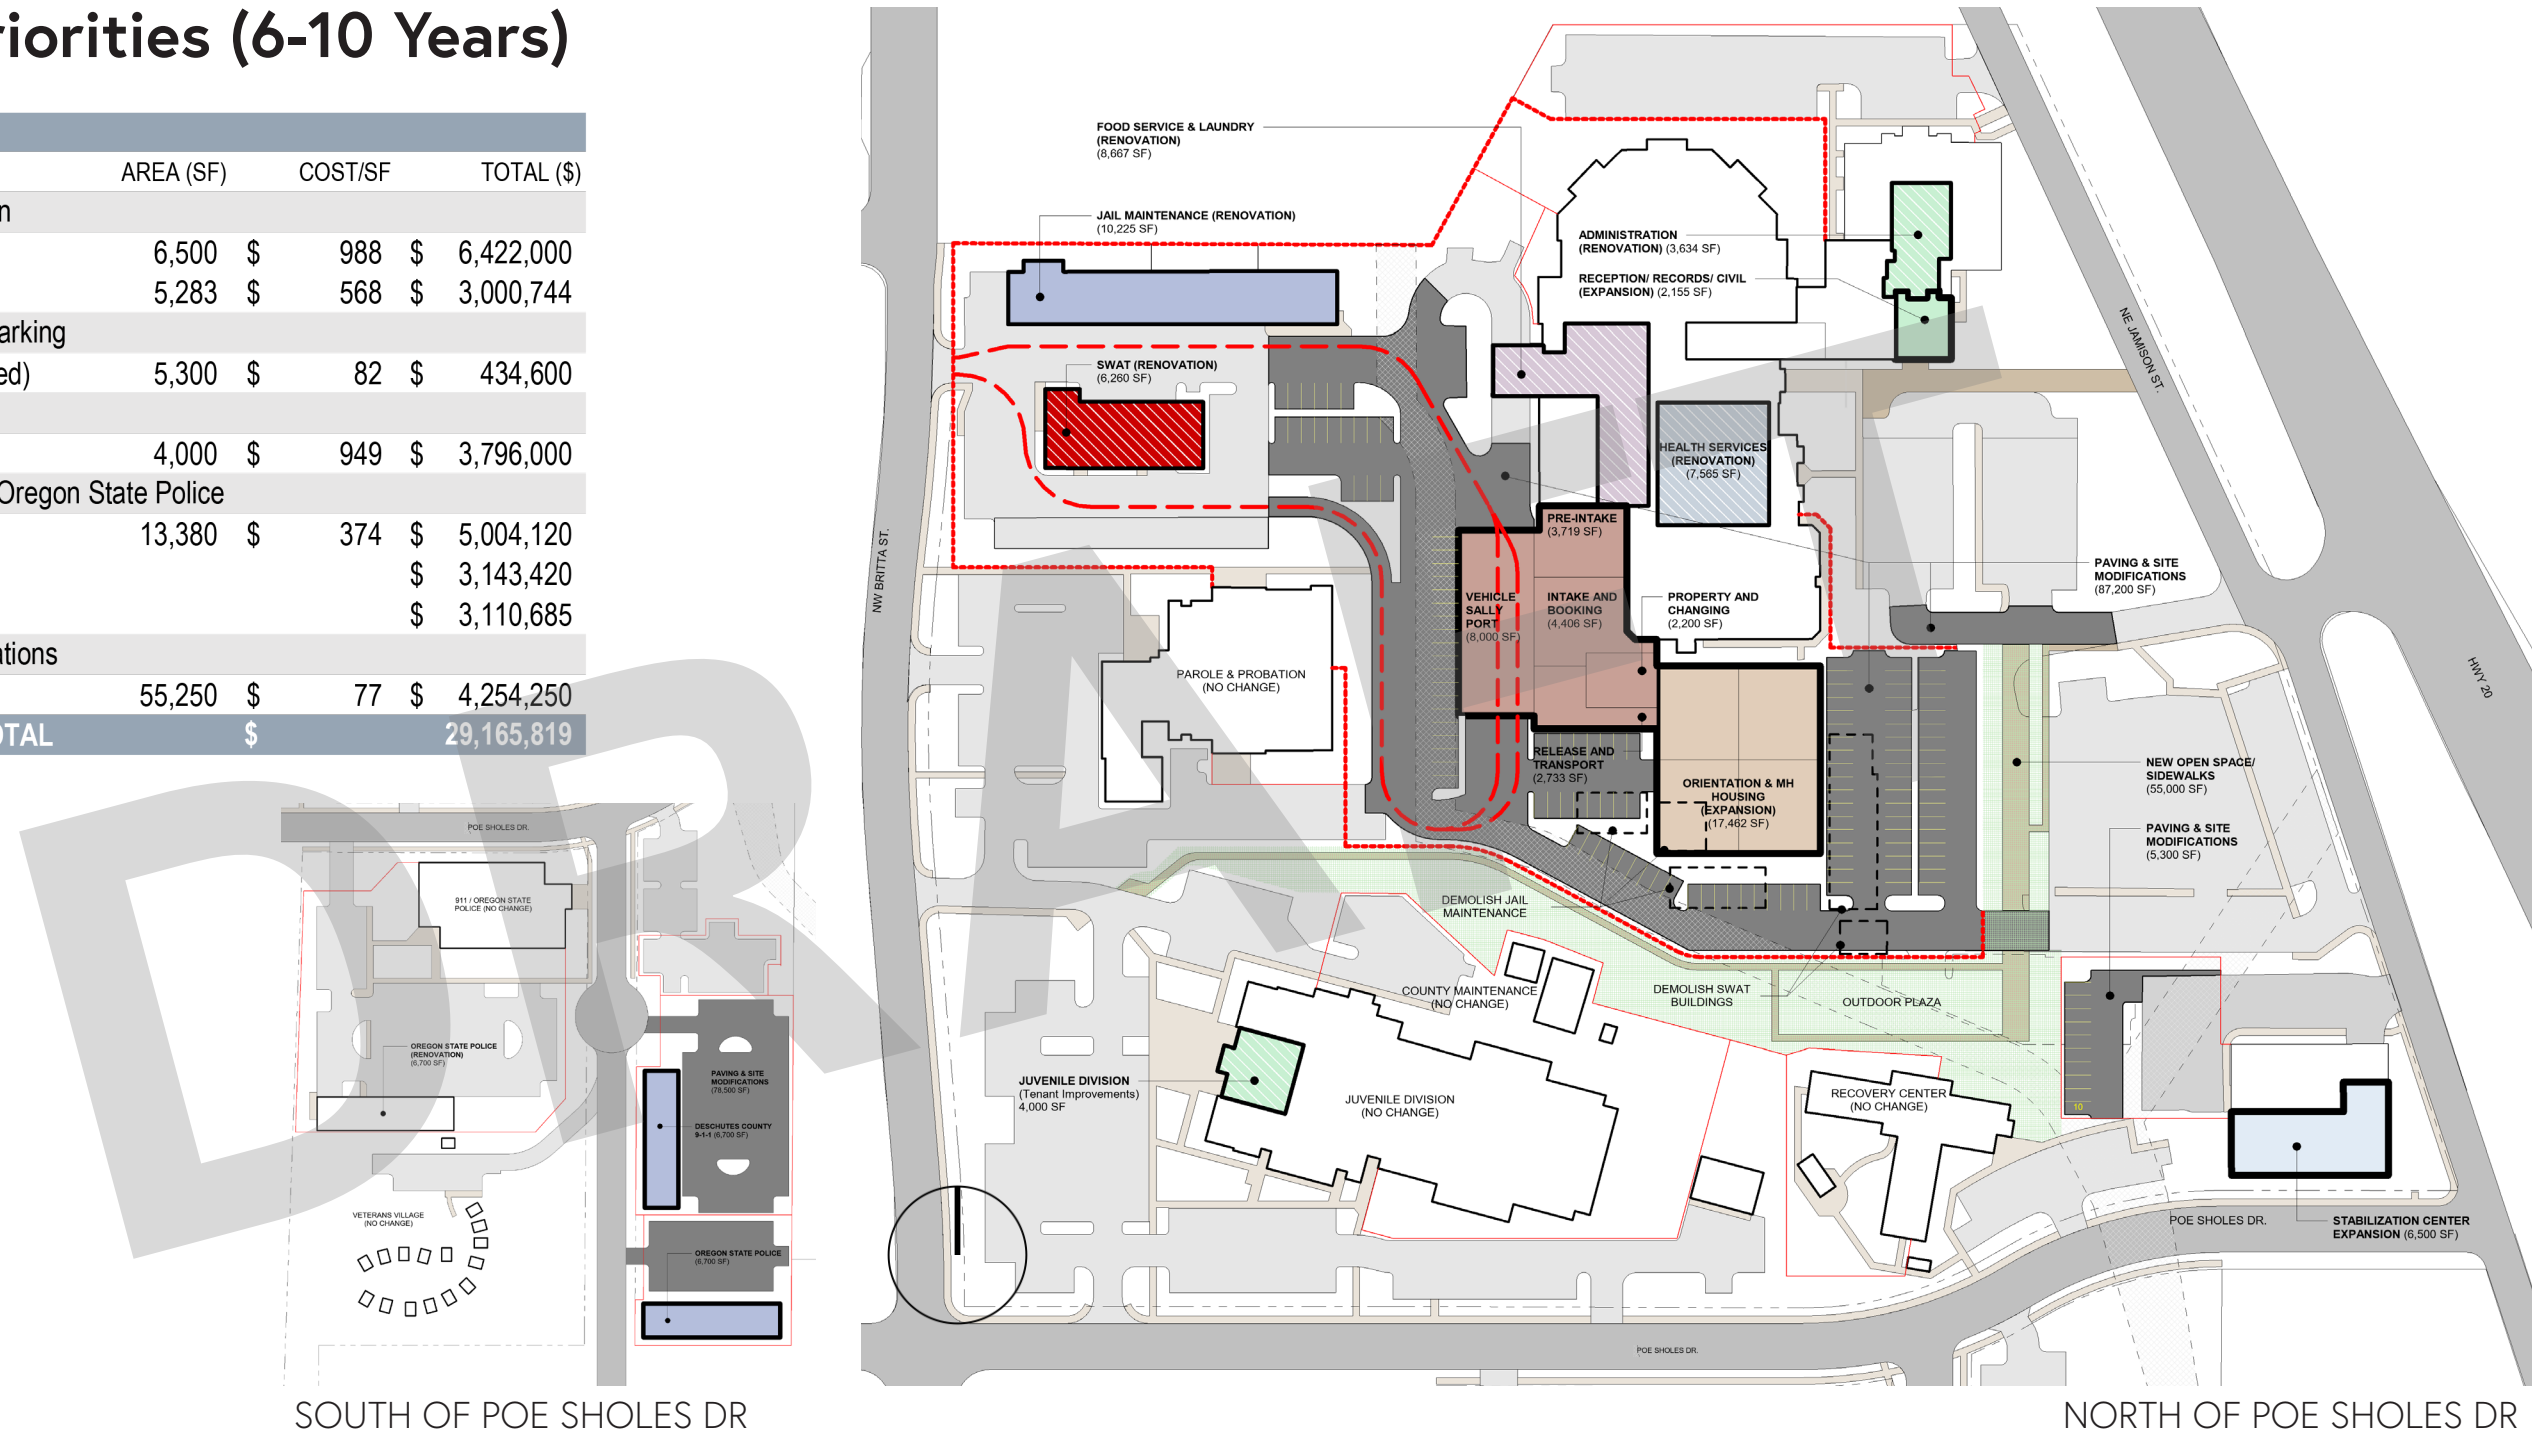 riorities (6-10 Years)
AREA (SF) COST/SF TOTAL ($)
n
6,500 $ 988 $ 6,422,000
5,283 $ 568 $ 3,000,744
arking
ed) 5,300 $ 82 $ 434,600
4,000 $ 949 $ 3,796,000
Oregon State Police
13,380 $ 374 $ 5,004,120
$ 3,143,420
$ 3,110,685
ations
55,250 $ 77 $ 4,254,250
OTAL $ 29,165,819
DRAFT
POE SHOLES DR.
911 / OREGON STATE
POLICE (NO CHANGE)
OREGON STATE POLICE
(RENOVATION)
(6,700 SF)
PAVING & SITE
MODIFICATIONS
(78,500 SF)
DESCHUTES COUNTY
9-1-1 (6,700 SF)
VETERANS VILLAGE
(NO CHANGE)
OREGON STATE POLICE
(6,700 SF)
SOUTH OF POE SHOLES DR
FOOD SERVICE & LAUNDRY
(RENOVATION)
(8,667 SF)
JAIL MAINTENANCE (RENOVATION)
(10,225 SF)
ADMINISTRATION
(RENOVATION) (3,634 SF)
RECEPTION/ RECORDS/ CIVIL
(EXPANSION) (2,155 SF)
NE JAMISON ST.
SWAT (RENOVATION)
(6,260 SF)
HEALTH SERVICES
(RENOVATION)
(7,565 SF)
PRE-INTAKE
(3,719 SF)
NW BRITTA ST.
PAVING & SITE
MODIFICATIONS
(87,200 SF)
VEHICLE
SALLY
PORT
(8,000 SF)
INTAKE AND
BOOKING
(4,406 SF)
PROPERTY AND
CHANGING
(2,200 SF)
HWY 20
PAROLE & PROBATION
(NO CHANGE)
RELEASE AND
TRANSPORT
(2,733 SF)
ORIENTATION & MH
HOUSING
(EXPANSION)
(17,462 SF)
NEW OPEN SPACE/
SIDEWALKS
(55,000 SF)
PAVING & SITE
MODIFICATIONS
(5,300 SF)
DEMOLISH JAIL
MAINTENANCE
COUNTY MAINTENANCE
(NO CHANGE)
DEMOLISH SWAT
BUILDINGS
OUTDOOR PLAZA
JUVENILE DIVISION
(Tenant Improvements)
4,000 SF
JUVENILE DIVISION
(NO CHANGE)
RECOVERY CENTER
(NO CHANGE)
10
POE SHOLES DR.
STABILIZATION CENTER
EXPANSION (6,500 SF)
POE SHOLES DR.
NORTH OF POE SHOLES DR